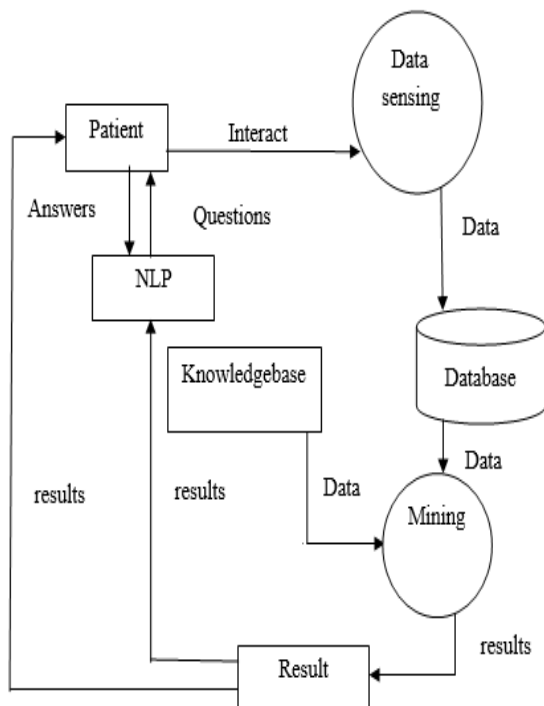 Data
sensing
Patient
Interact
Answers
Questions
Data
NLP
Knowledgebase
Database
results
results
Data
Data
Mining
Result
results